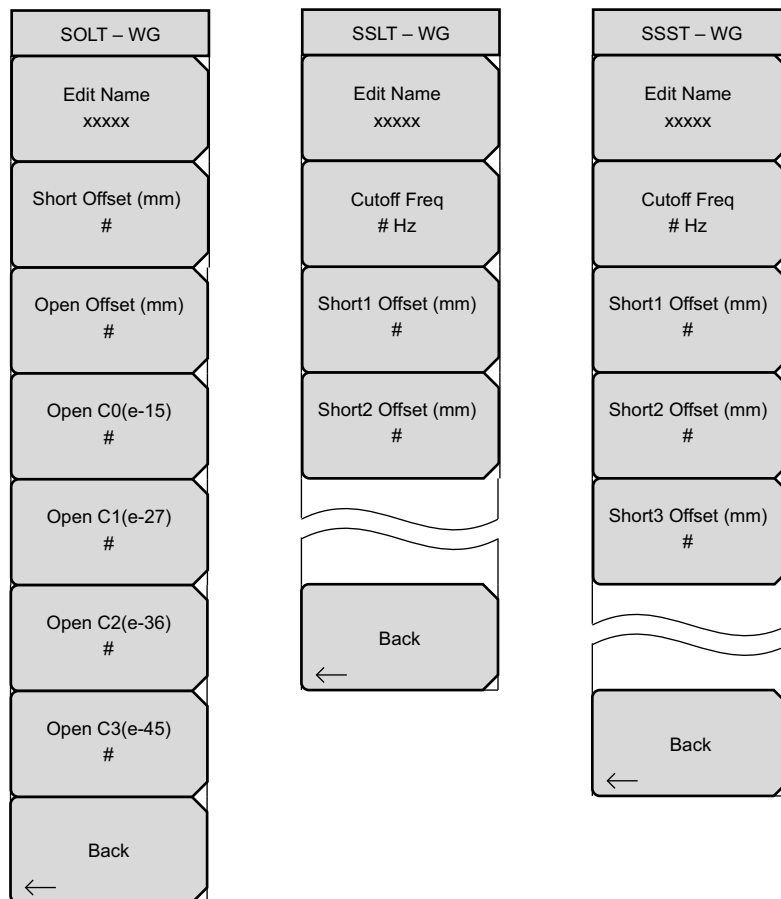 SOLT – WG
Edit Name
xxxxx
Short Offset (mm)
#
Open Offset (mm)
#
Open C0(e-15)
#
Open C1(e-27)
#
Open C2(e-36)
#
Open C3(e-45)
#
Back
SSLT – WG
Edit Name
xxxxx
Cutoff Freq
# Hz
Short1 Offset (mm)
#
Short2 Offset (mm)
#
Back
SSST – WG
Edit Name
xxxxx
Cutoff Freq
# Hz
Short1 Offset (mm)
#
Short2 Offset (mm)
#
Short3 Offset (mm)
#
Back